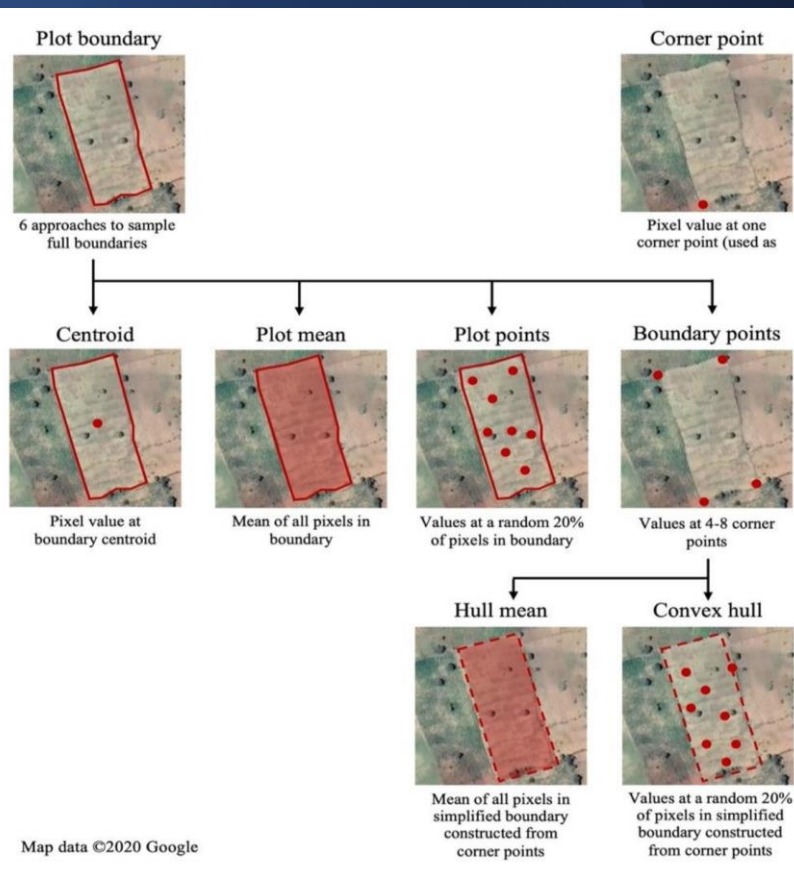 Plot boundary
Corner point
6 approaches to sample
full boundaries
Pixel value at one
corner point (used as
Centroid
Plot mean
Plot points
Boundary points
Pixel value at
boundary centroid
Mean of all pixels in
boundary
Values at a random 20%
of pixels in boundary
Values at 4-8 corner
points
Hull mean
Convex hull
Mean of all pixels in
simplified boundary
constructed from
corner points
Values at a random 20%
of pixels in simplified
boundary constructed
from corner points
Map data ©2020 Google